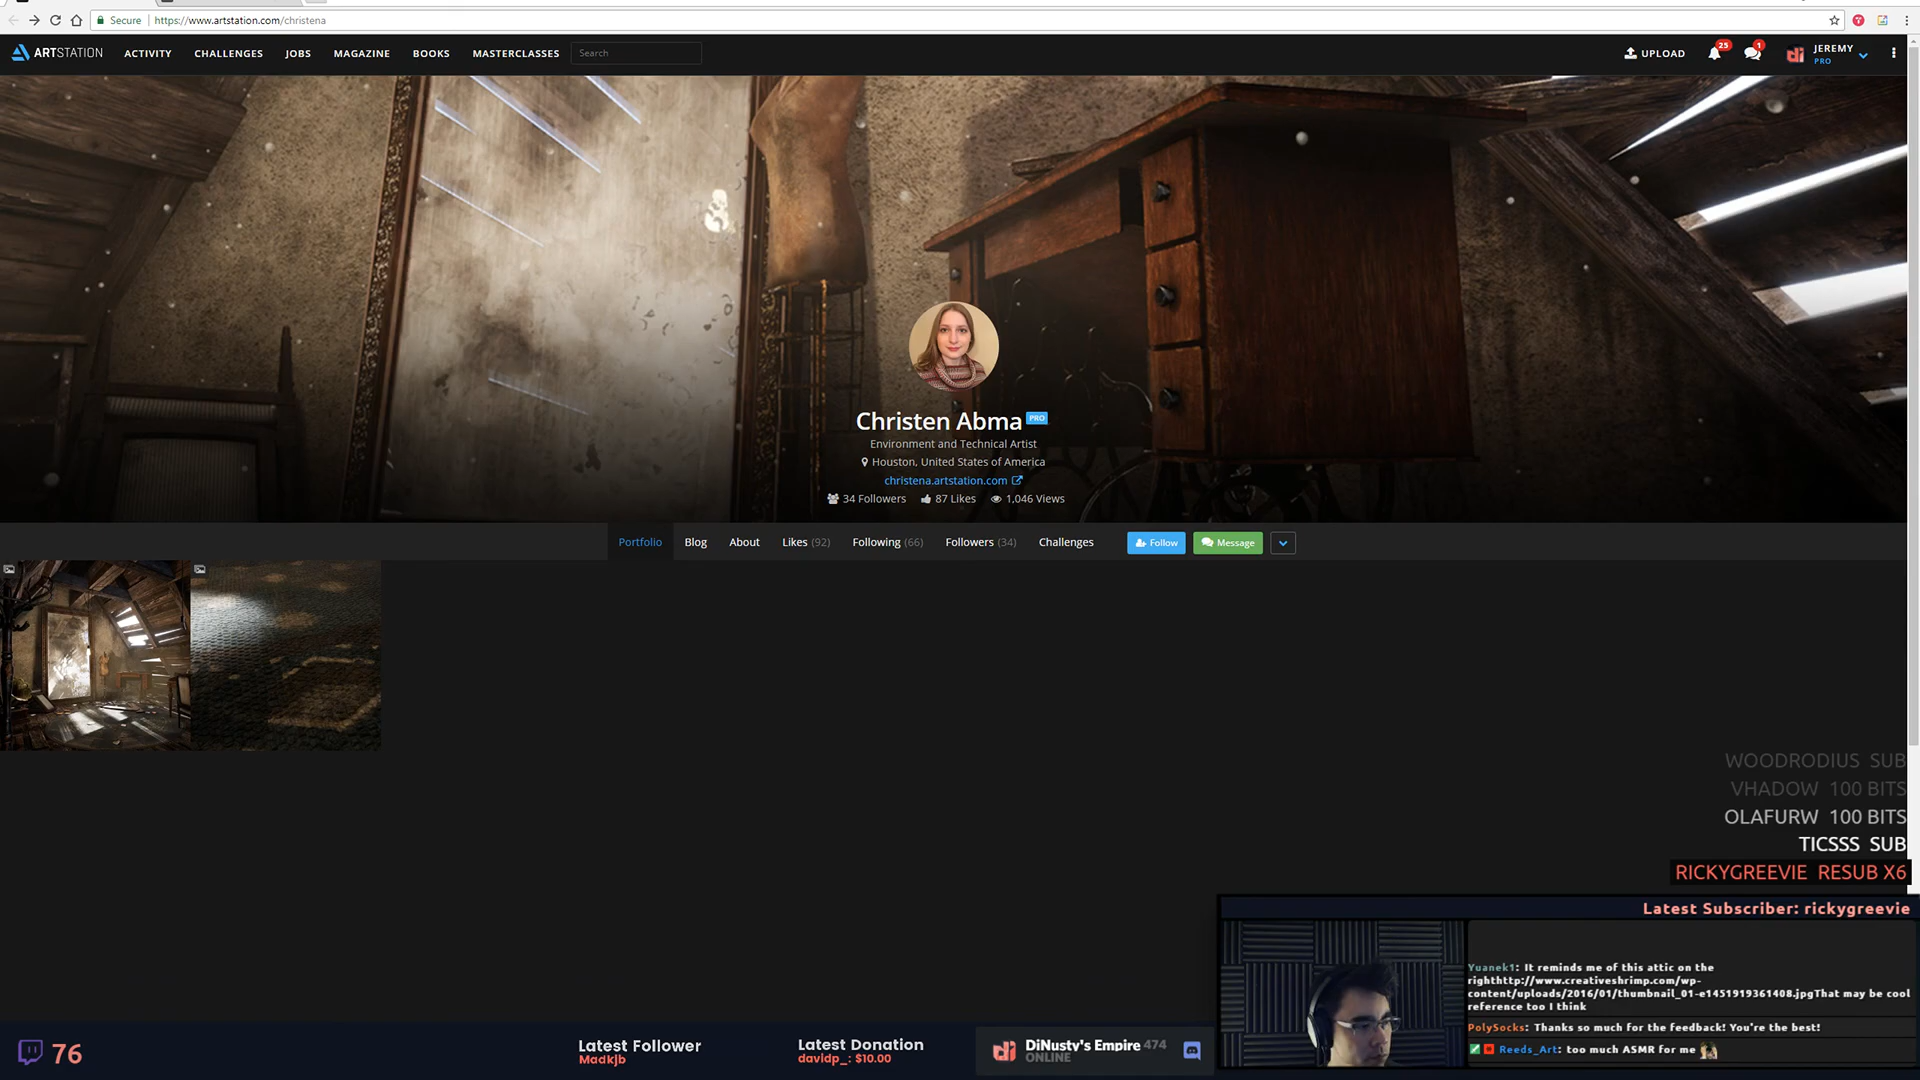 Secure https://www.artstation.com/christena
ARTSTATION ACTIVITY CHALLENGES JOBS MAGAZINE BOOKS MASTERCLASSES Search UPLOAD 25 1 JEREMY
PRO
Christen Abma PRO
Environment and Technical Artist
Houston, United States of America
christena.artstation.com
34 Followers 87 Likes 1,046 Views
Portfolio Blog About Likes (92) Following (66) Followers (34) Challenges Follow Message
WOODRODIUS SUB
VHADOW 100 BITS
OLAFURW 100 BITS
TICSSS SUB
RICKYGREEVIE RESUB X6
Latest Subscriber: rickygreevie
Yuanek1: It reminds me of this attic on the
righthttp://www.creativeshrimp.com/wp-
content/uploads/2016/01/thumbnail_01-e1451919361408.jpgThat may be cool
reference too I think
PolySocks: Thanks so much for the feedback! You're the best!
Reeds_Art: too much ASMR for me
76
Latest Follower
Madkjb
Latest Donation
davidp_: $10.00
di DiNusty's Empire 474
ONLINE